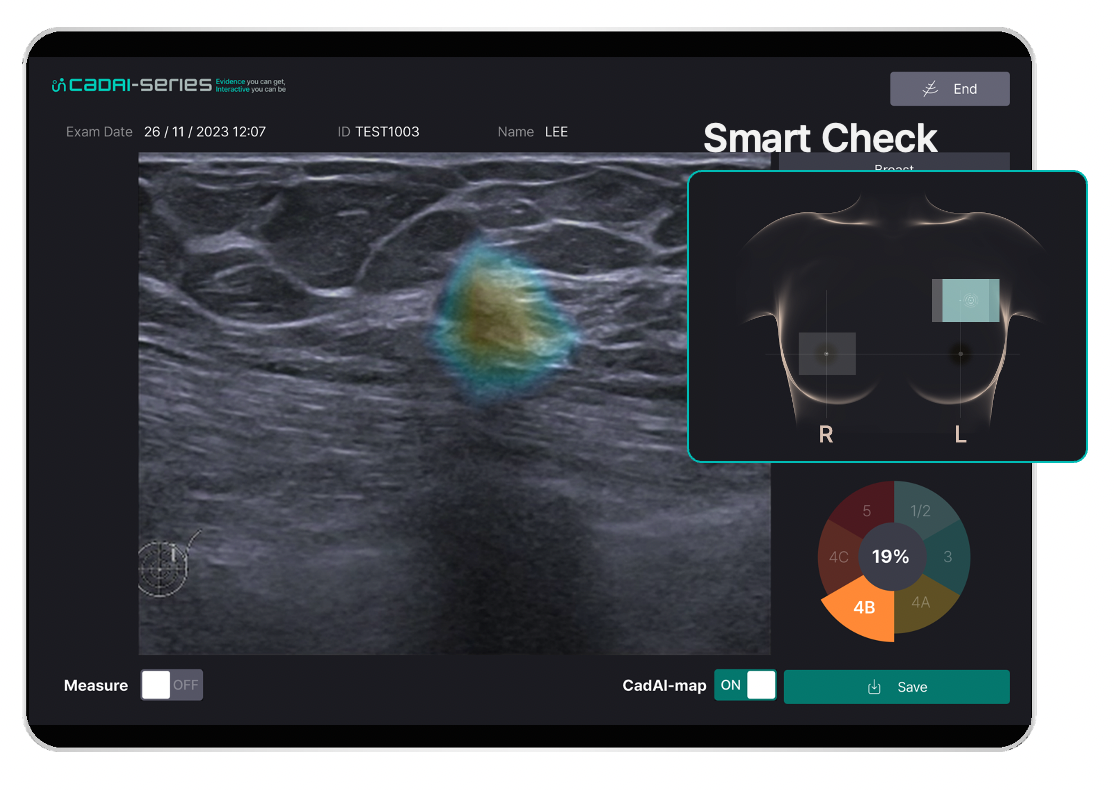 CadAI-series Evidence you can get,
Interactive you can be
End
Exam Date 26 / 11 / 2023 12:07 ID TEST1003 Name LEE
Smart Check
Breast
R L
5 1/2
4C 19% 3
4B 4A
Measure OFF CadAI-map ON Save